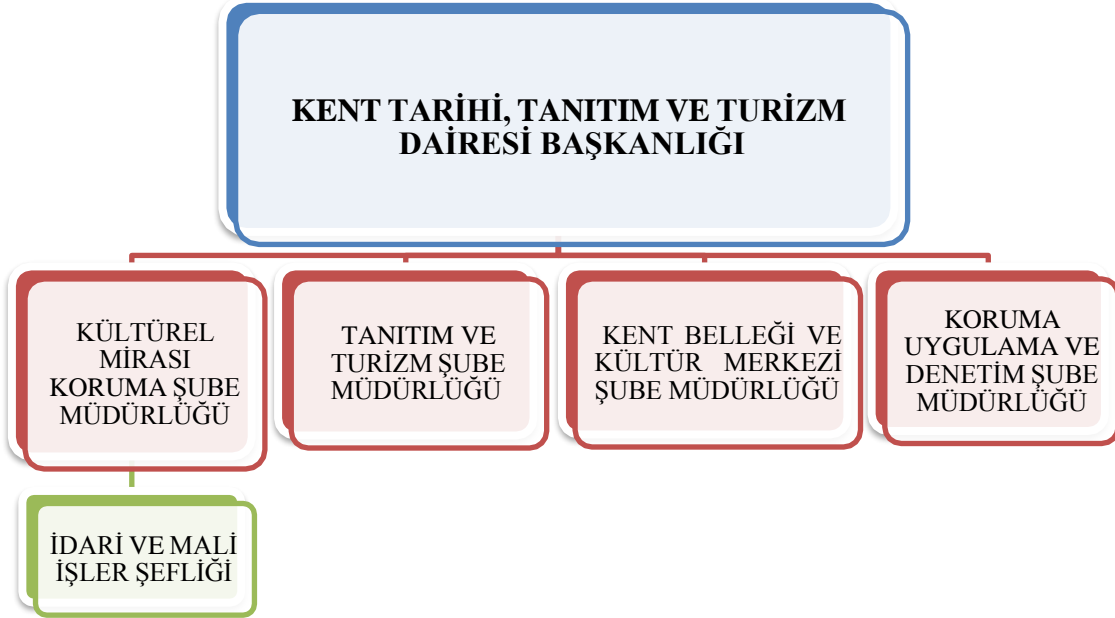 KENT TARİHİ, TANITIM VE TURİZM
DAİRESİ BAŞKANLIĞI
KÜLTÜREL
MİRASI
KORUMA ŞUBE
MÜDÜRLÜĞÜ
TANITIM VE
TURİZM ŞUBE
MÜDÜRLÜĞÜ
KENT BELLEĞİ VE
KÜLTÜR MERKEZİ
ŞUBE MÜDÜRLÜĞÜ
KORUMA
UYGULAMA VE
DENETİM ŞUBE
MÜDÜRLÜĞÜ
İDARİ VE MALİ
İŞLER ŞEFLİĞİ